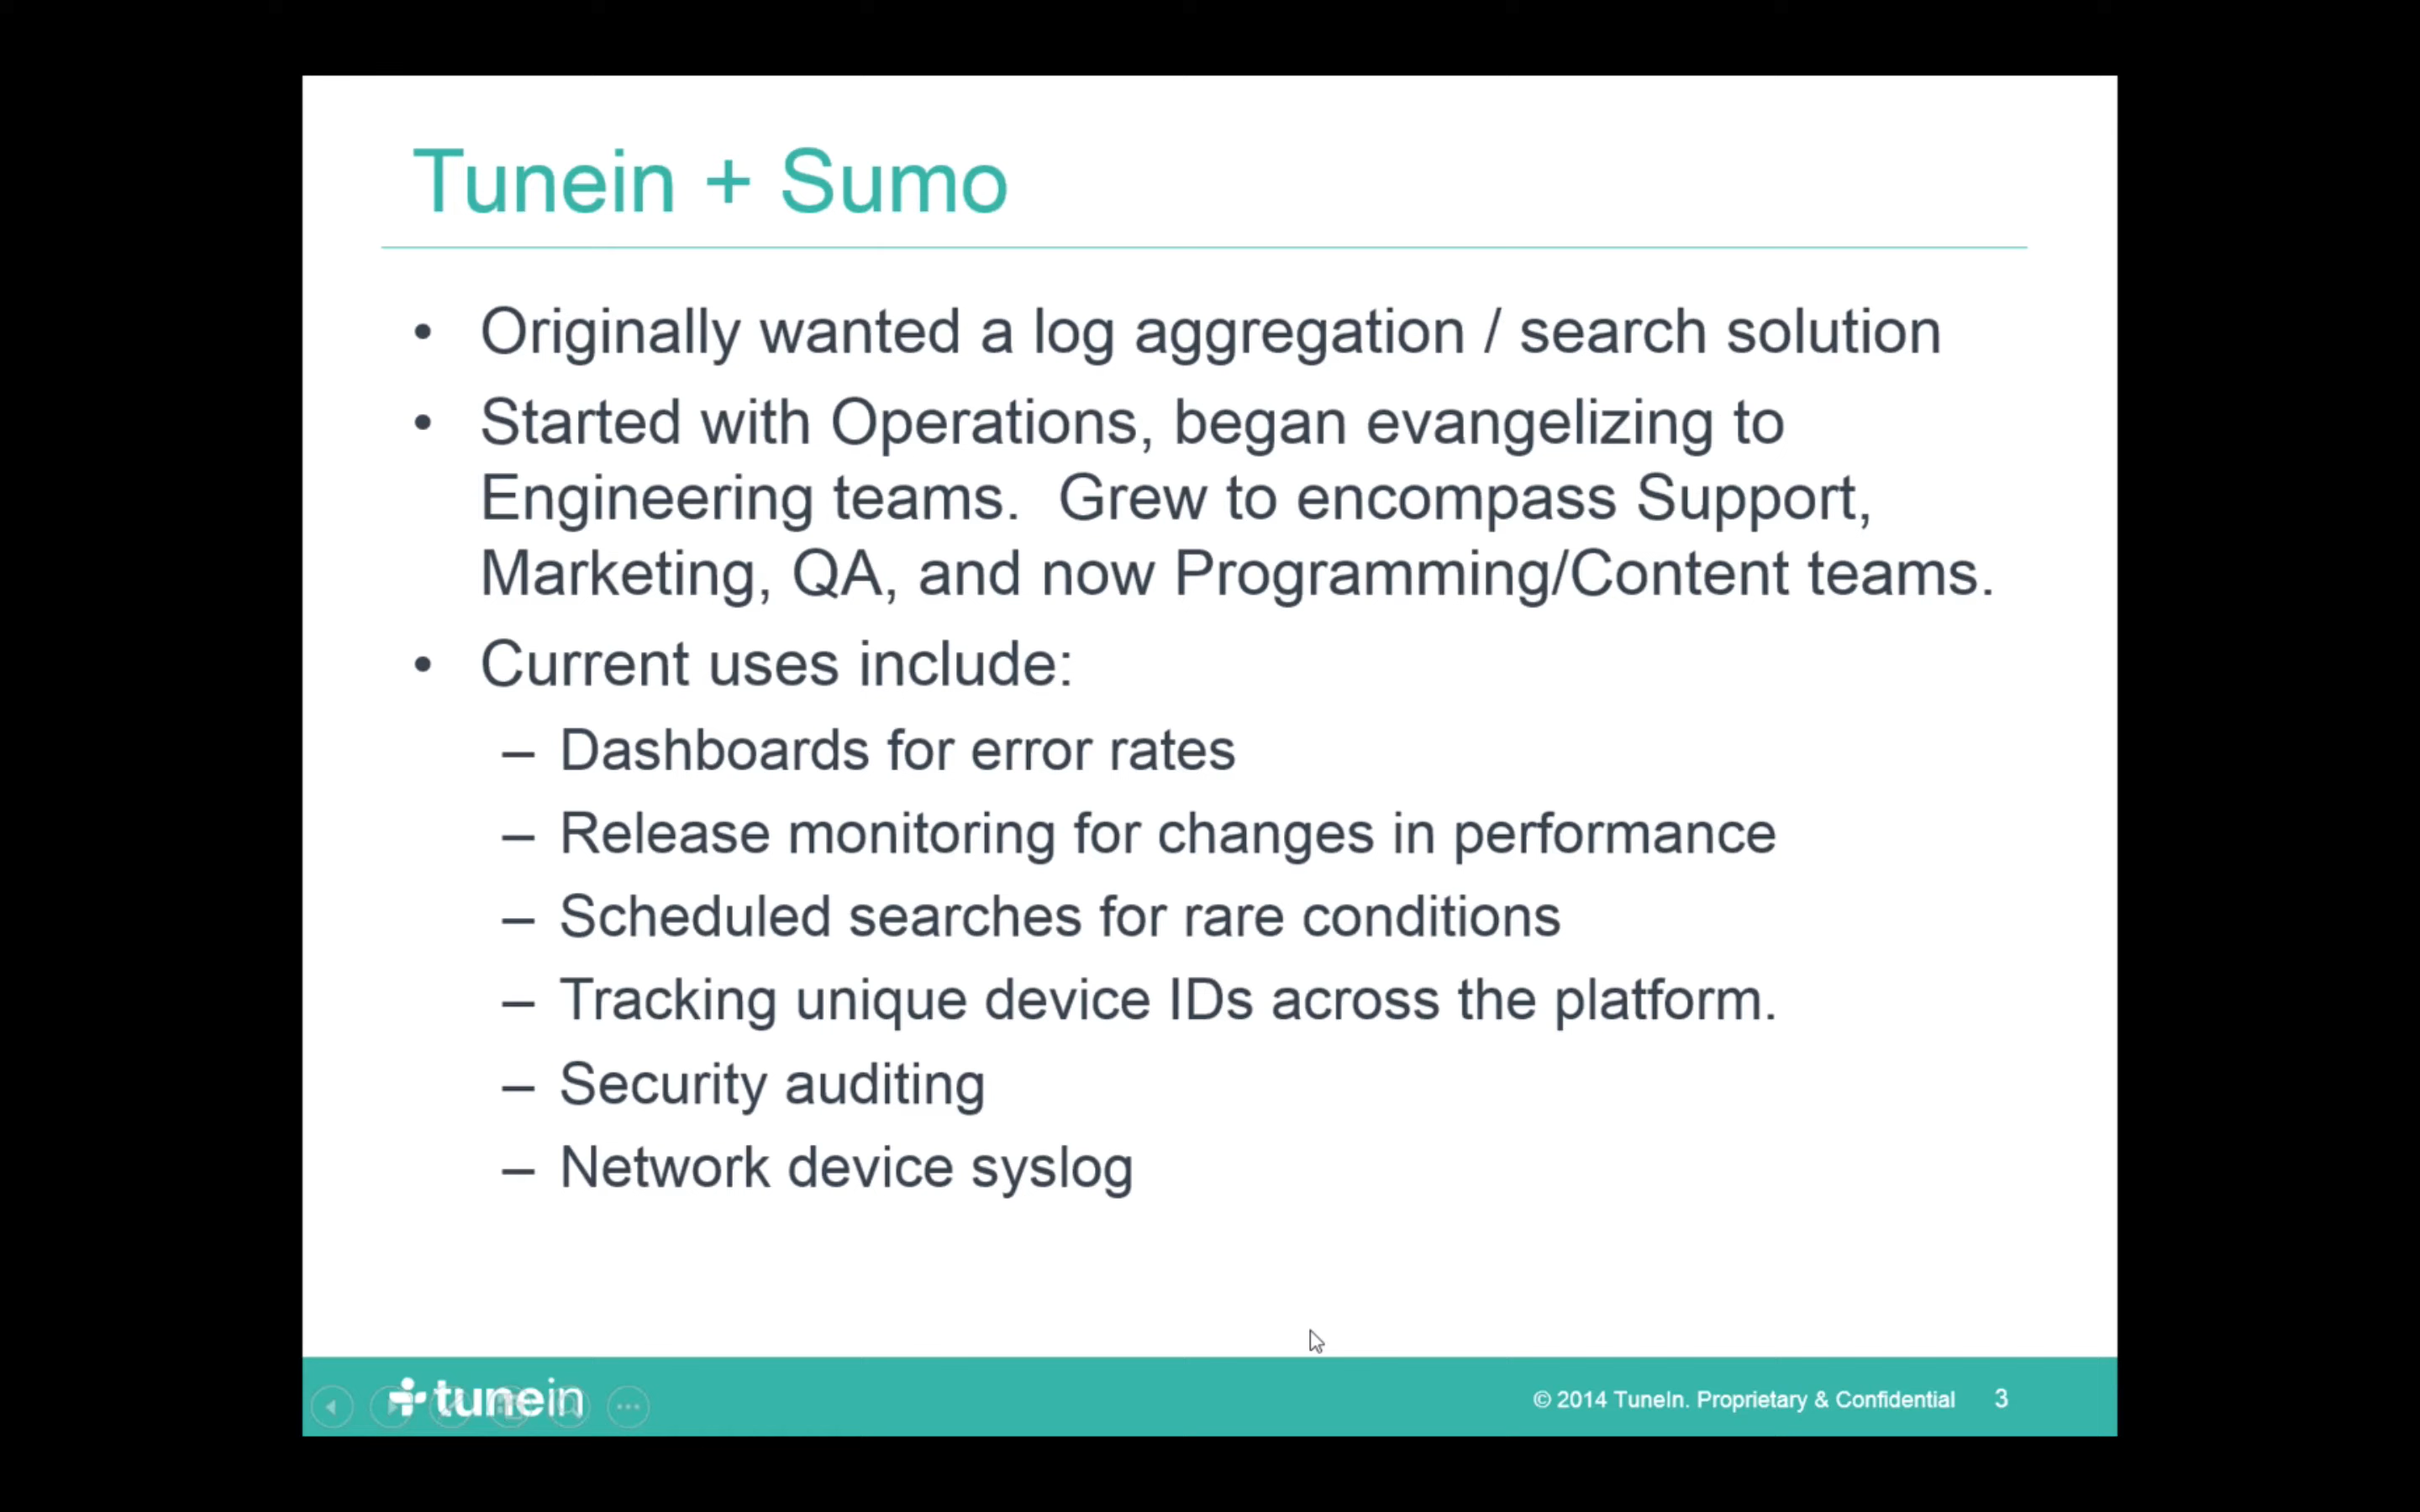 Tunein + Sumo
• Originally wanted a log aggregation / search solution
• Started with Operations, began evangelizing to
Engineering teams.  Grew to encompass Support,
Marketing, QA, and now Programming/Content teams.
• Current uses include:
– Dashboards for error rates
– Release monitoring for changes in performance
– Scheduled searches for rare conditions
– Tracking unique device IDs across the platform.
– Security auditing
– Network device syslog
tunein
© 2014 TuneIn. Proprietary & Confidential 3